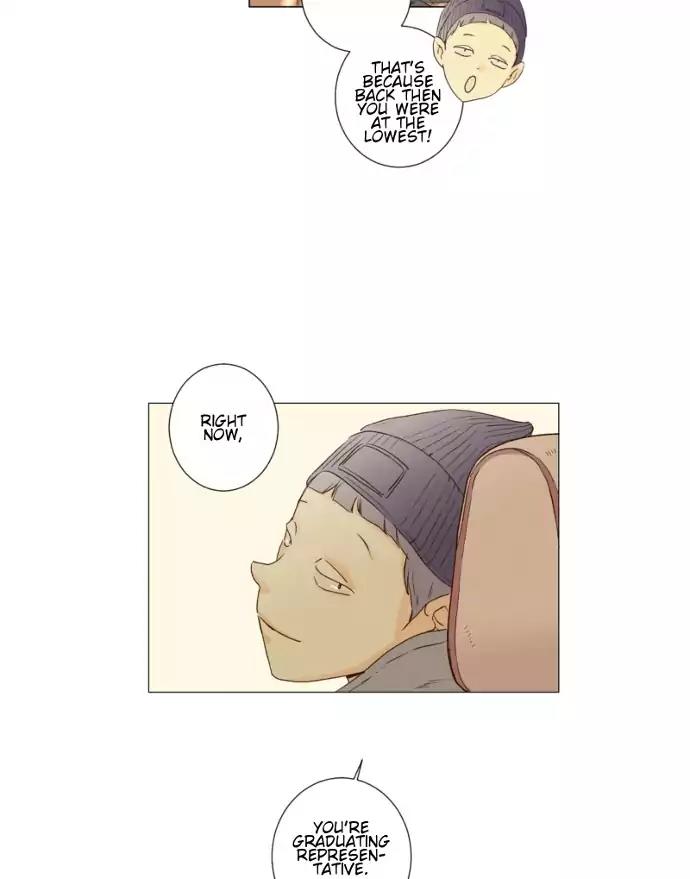 THAT'S
BECAUSE
BACK THEN
YOU WERE
AT THE
LOWEST!
RIGHT
NOW,
YOU'RE
GRADUATING
REPRESEN-
TATIVE.